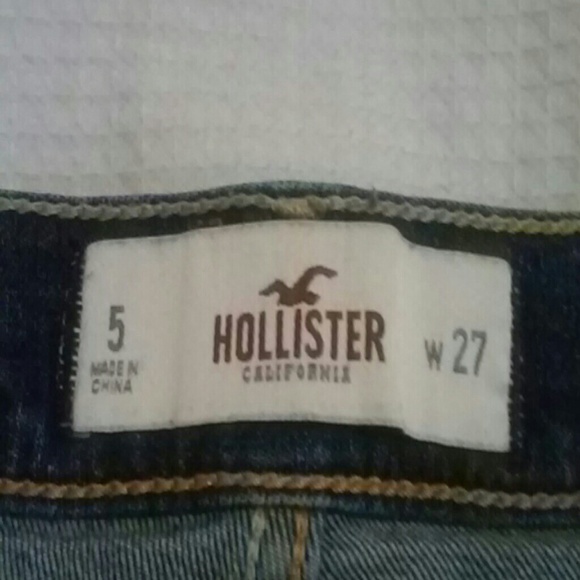 5
MADE IN
CHINA
HOLLISTER
CALIFORNIA
W 27